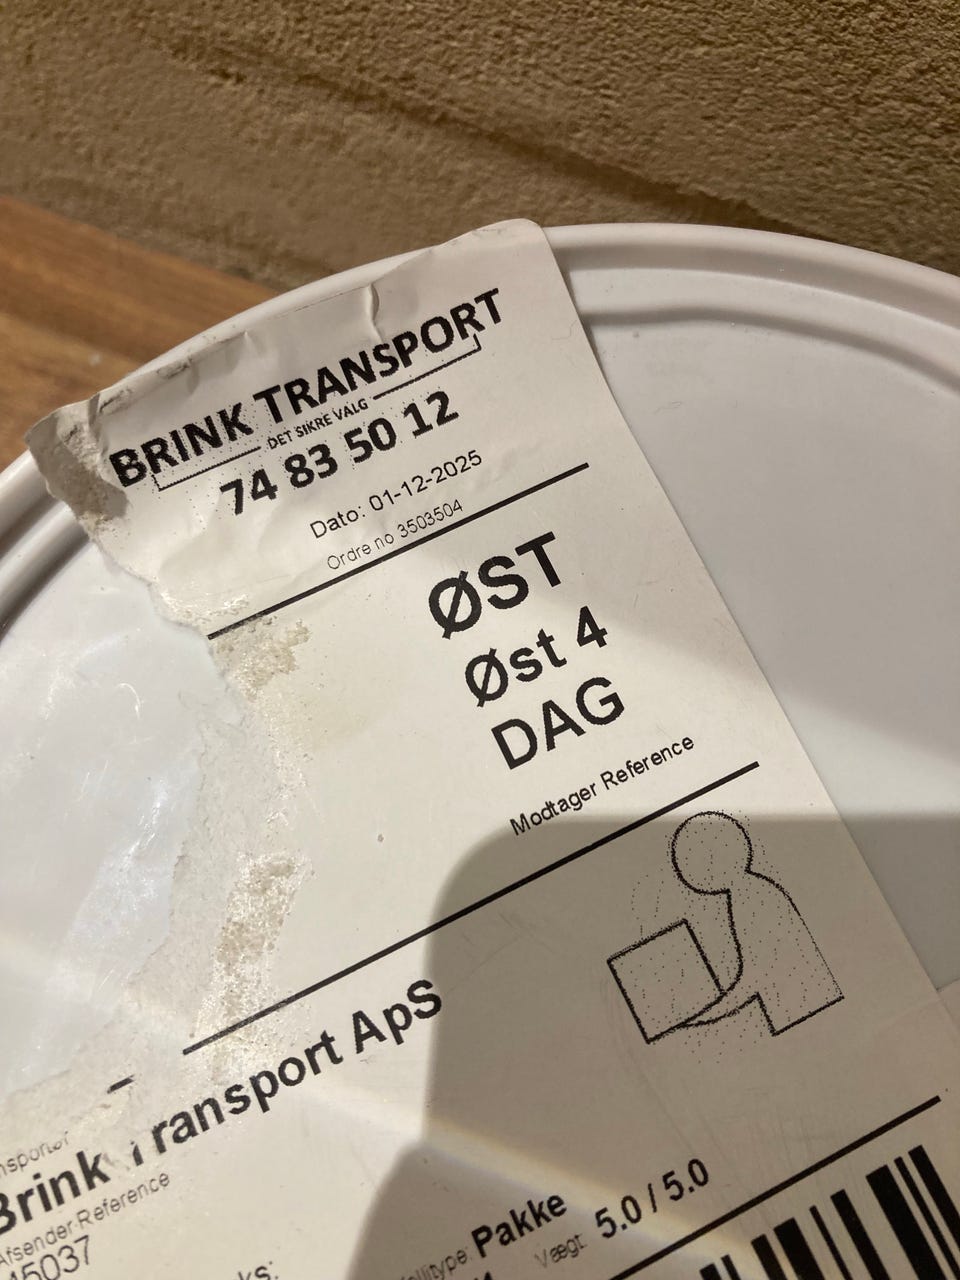 BRINK TRANSPORT
DET SIKRE VALG
74 83 50 12
Dato: 01-12-2025
Ordre no 3503504
ØST
Øst 4
DAG
Modtager Reference
Brink Transport ApS
Afsender Reference
Pakke
Vægt: 5.0 / 5.0